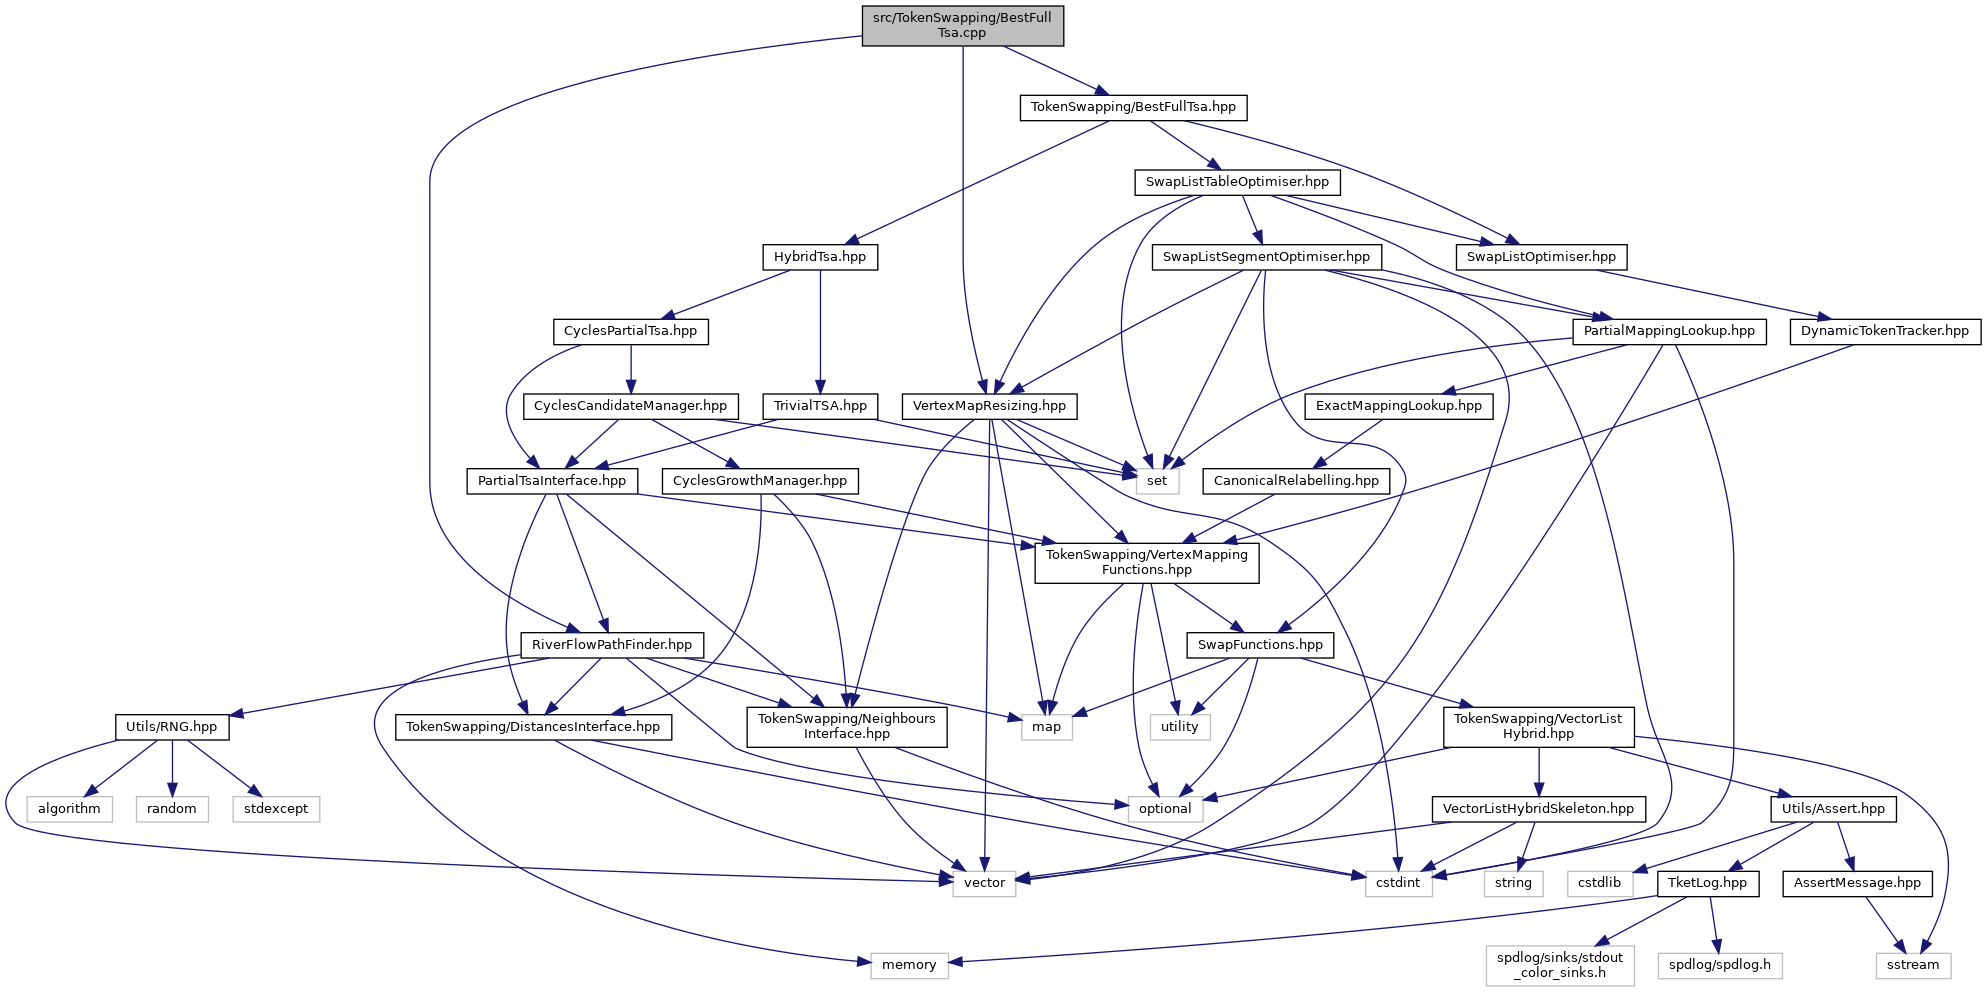 src/TokenSwapping/BestFull
Tsa.cpp
TokenSwapping/BestFullTsa.hpp
SwapListTableOptimiser.hpp
HybridTsa.hpp
SwapListSegmentOptimiser.hpp
SwapListOptimiser.hpp
CyclesPartialTsa.hpp
PartialMappingLookup.hpp
DynamicTokenTracker.hpp
CyclesCandidateManager.hpp
TrivialTSA.hpp
VertexMapResizing.hpp
ExactMappingLookup.hpp
PartialTsaInterface.hpp
CyclesGrowthManager.hpp
set
CanonicalRelabelling.hpp
TokenSwapping/VertexMapping
Functions.hpp
RiverFlowPathFinder.hpp
SwapFunctions.hpp
Utils/RNG.hpp
TokenSwapping/DistancesInterface.hpp
TokenSwapping/Neighbours
Interface.hpp
map
utility
TokenSwapping/VectorList
Hybrid.hpp
algorithm
random
stdexcept
optional
VectorListHybridSkeleton.hpp
Utils/Assert.hpp
vector
cstdint
string
cstdlib
TketLog.hpp
AssertMessage.hpp
memory
spdlog/sinks/stdout
_color_sinks.h
spdlog/spdlog.h
sstream